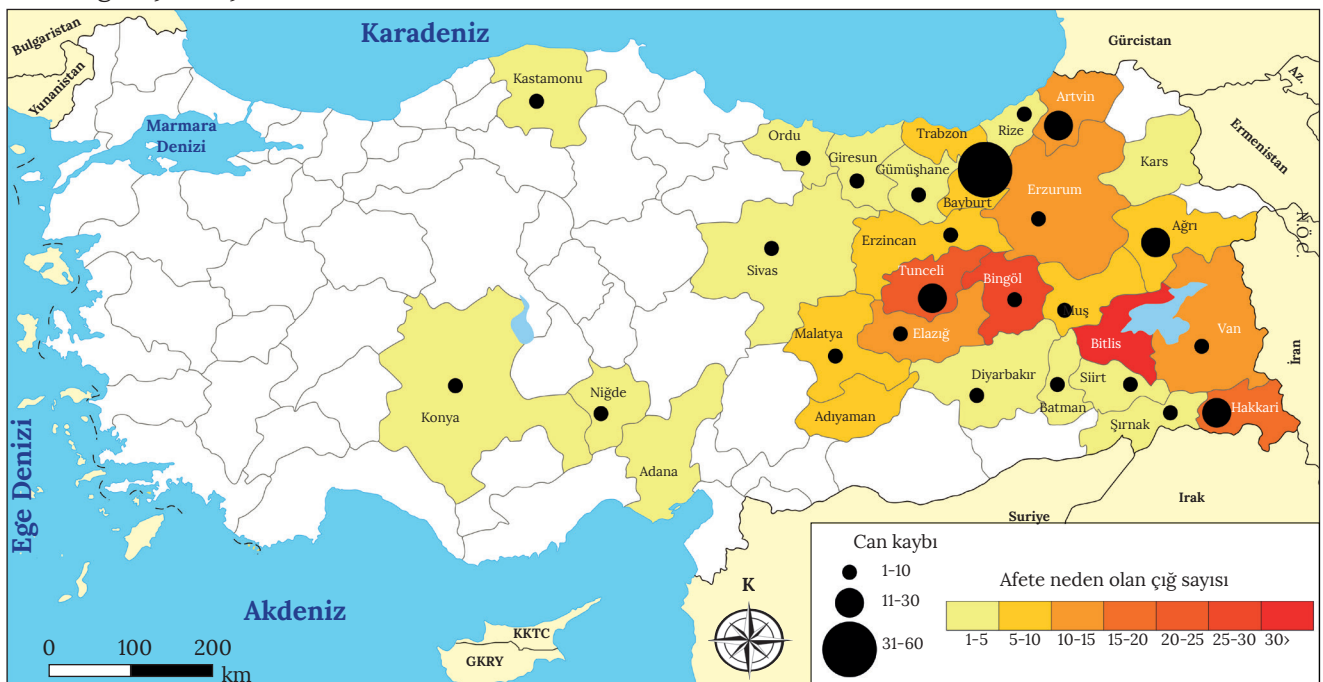 Bulgaristan
Yunanistan
Karadeniz
Gürcistan
Az.
Ermenistan
N.Ö.C.
İran
Irak
Suriye
Marmara
Denizi
Ege Denizi
Akdeniz
KKTC
GKRY
Kastamonu
Ordu
Giresun
Gümüşhane
Trabzon
Rize
Artvin
Bayburt
Erzurum
Kars
Sivas
Erzincan
Ağrı
Tunceli
Bingöl
Muş
Malatya
Elazığ
Bitlis
Van
Konya
Niğde
Adana
Adıyaman
Diyarbakır
Batman
Siirt
Şırnak
Hakkari
0 100 200
km
K
Can kaybı
1-10
11-30
31-60
Afete neden olan çığ sayısı
1-5 5-10 10-15 15-20 20-25 25-30 30>